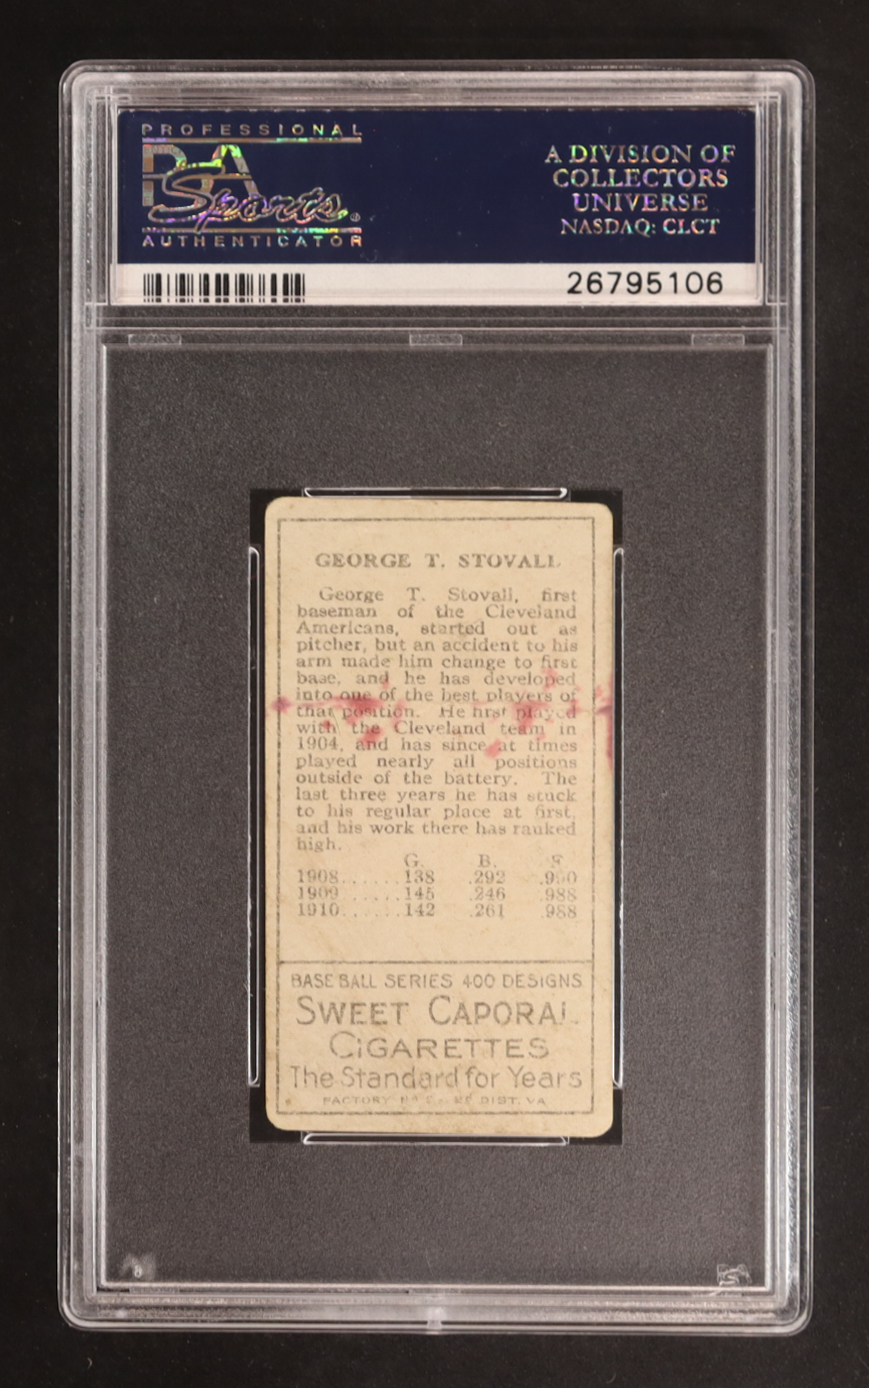 PROFESSIONAL
PSA
Sports
AUTHENTICATOR
A DIVISION OF
COLLECTORS
UNIVERSE
NASDAQ: CLCT
26795106
GEORGE T. STOVALL
George T. Stovall, first
baseman of the Cleveland
Americans, started out as
pitcher, but an accident to his
arm made him change to first
base, and he has developed
into one of the best players of
that position. He first played
with the Cleveland team in
1904, and has since at times
played nearly all positions
outside of the battery. The
last three years he has stuck
to his regular place at first,
and his work there has ranked
high.
G. B. F
1908......138 .292
1909......145 .246 .988
1910......142 .261 .988
BASE BALL SERIES 400 DESIGNS
SWEET CAPORAL
CIGARETTES
The Standard for Years
FACTORY DIST. VA